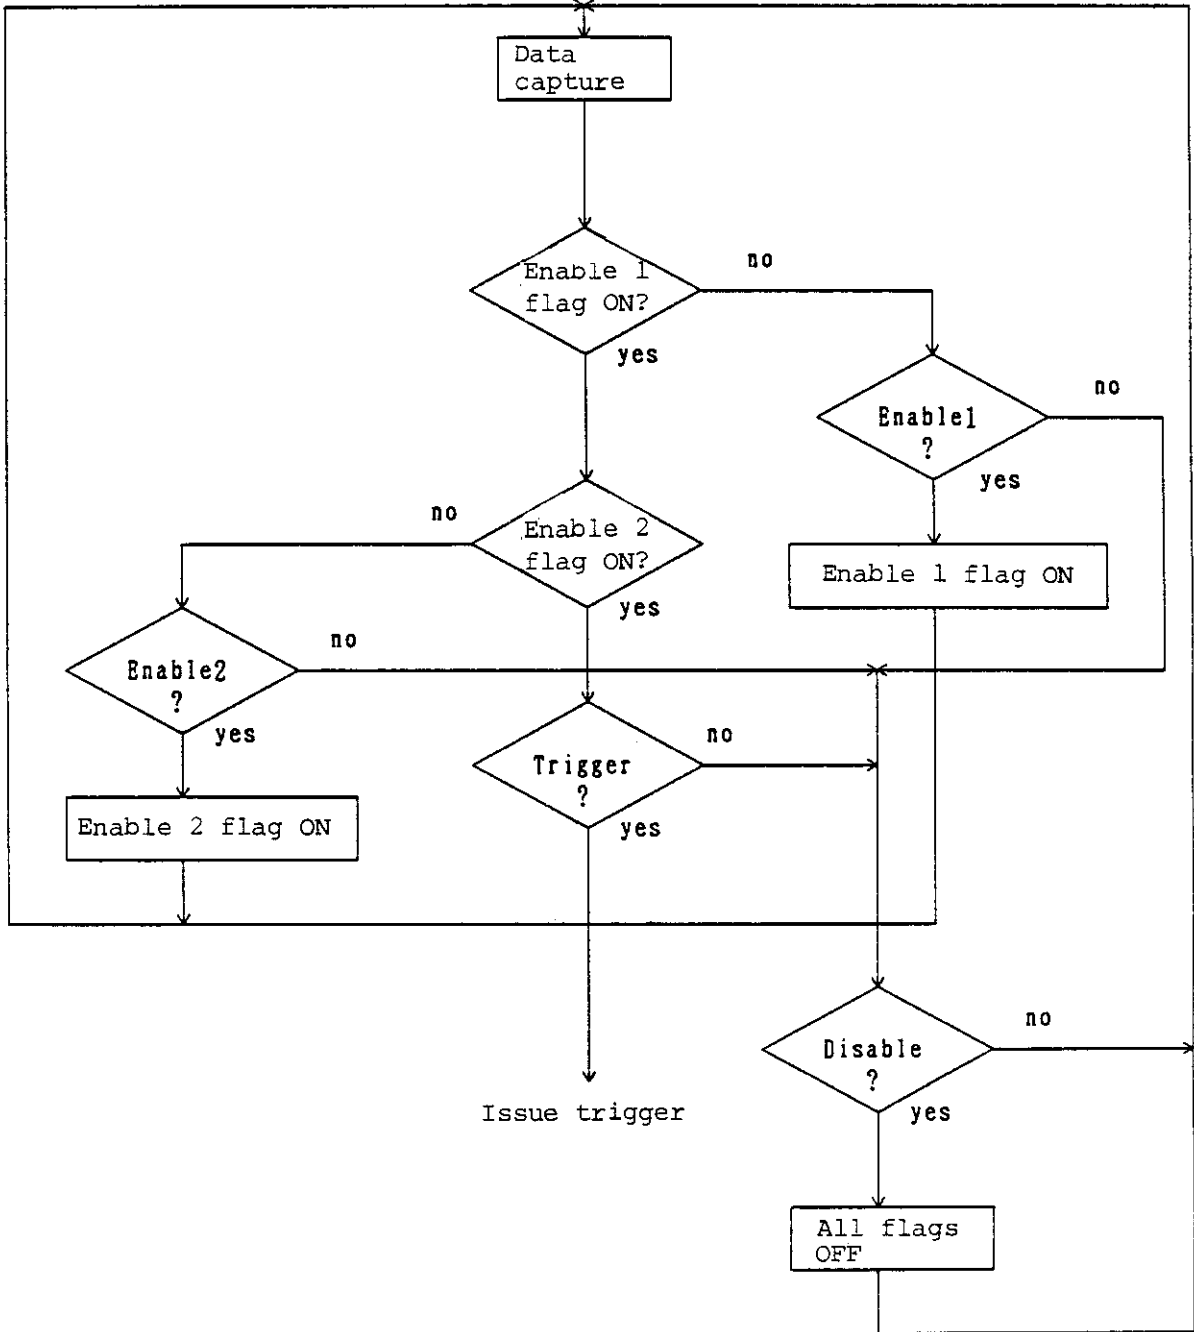 Data
capture
Enable 1
flag ON?
no
yes
Enable1
?
no
yes
Enable 1 flag ON
Enable 2
flag ON?
no
yes
Enable2
?
no
yes
Enable 2 flag ON
Trigger
?
no
yes
Issue trigger
Disable
?
no
yes
All flags
OFF